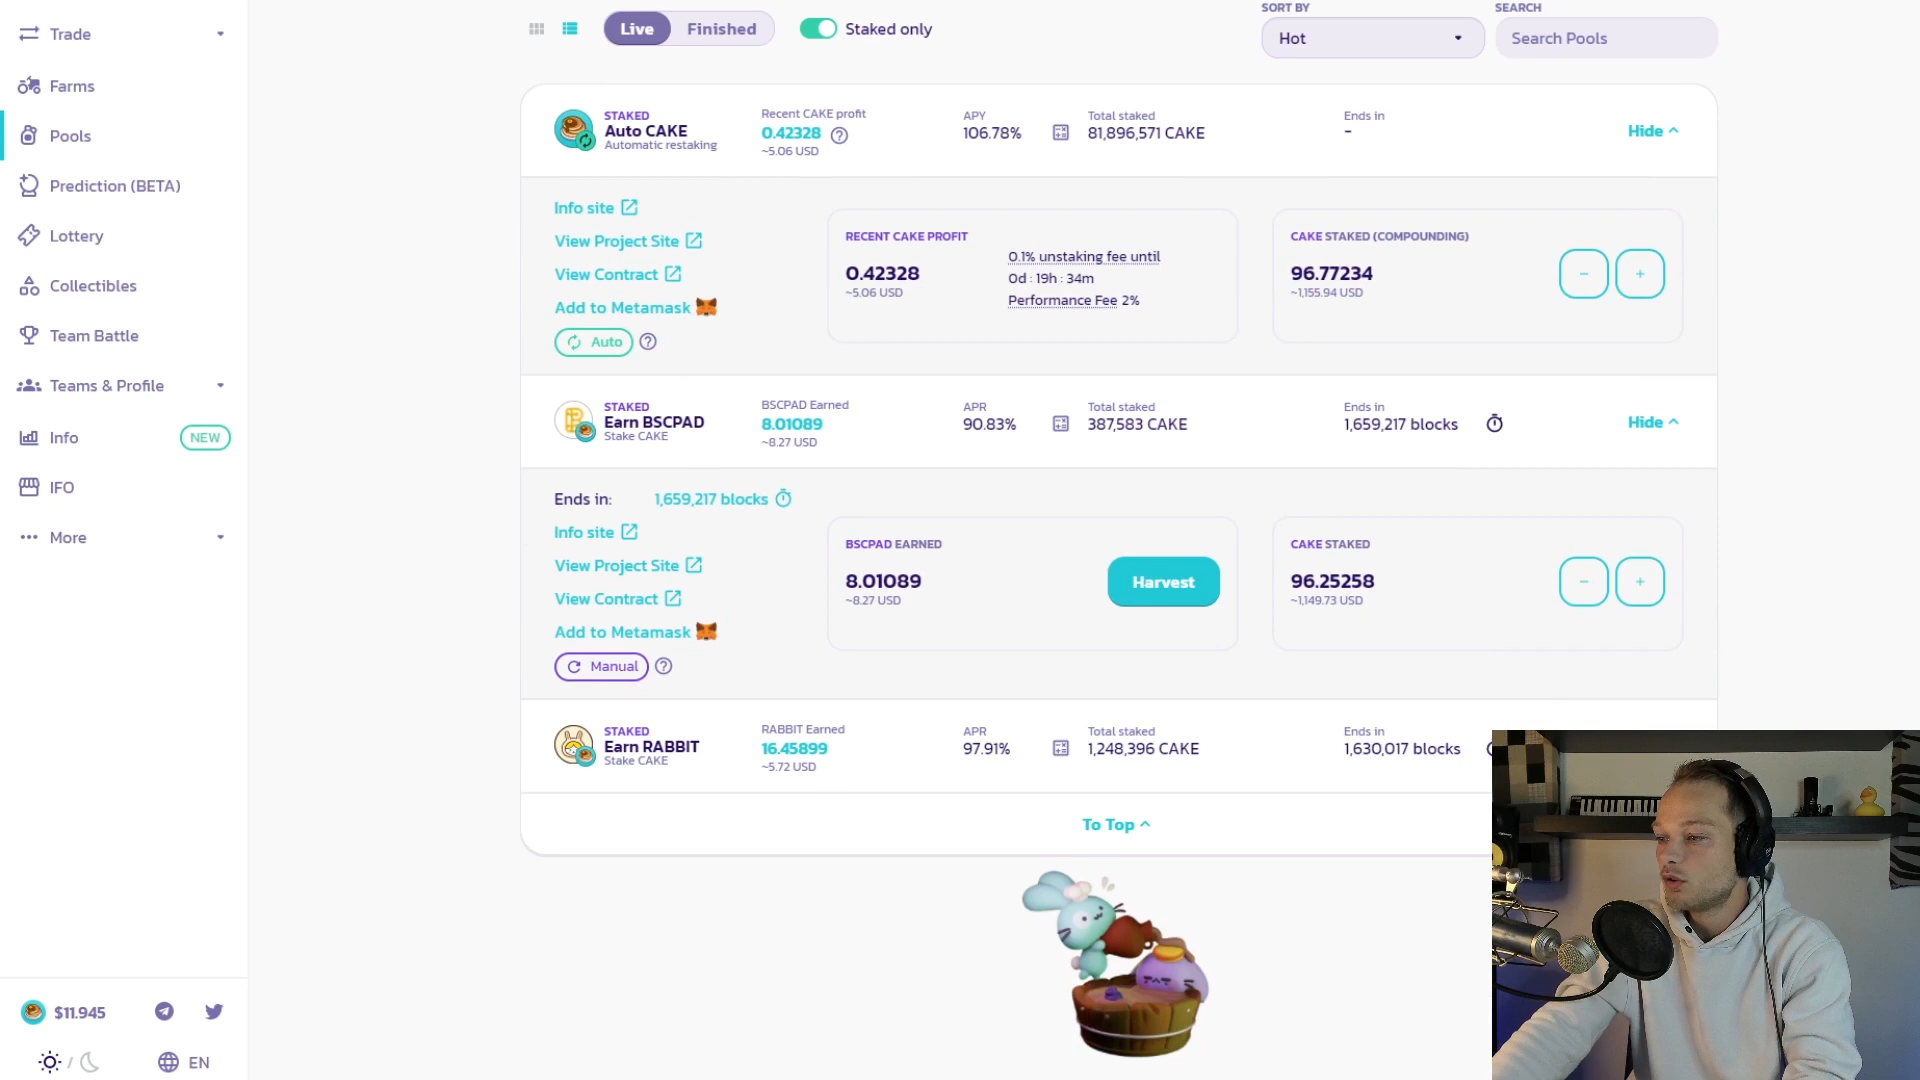 Trade
Farms
Pools
Prediction (BETA)
Lottery
Collectibles
Team Battle
Teams & Profile
Info NEW
IFO
More
$11.945
/
EN
Live Finished
Staked only
SORT BY
Hot
SEARCH
Search Pools
STAKED
Auto CAKE
Automatic restaking
Recent CAKE profit
0.42328
~5.06 USD
APY
106.78%
Total staked
81,896,571 CAKE
Ends in
-
Hide
Info site
View Project Site
View Contract
Add to Metamask
Auto
RECENT CAKE PROFIT
0.42328
~5.06 USD
0.1% unstaking fee until
0d : 19h : 34m
Performance Fee 2%
CAKE STAKED (COMPOUNDING)
96.77234
~1,155.94 USD
- +
STAKED
Earn BSCPAD
Stake CAKE
BSCPAD Earned
8.01089
~8.27 USD
APR
90.83%
Total staked
387,583 CAKE
Ends in
1,659,217 blocks
Hide
Ends in: 1,659,217 blocks
Info site
View Project Site
View Contract
Add to Metamask
Manual
BSCPAD EARNED
8.01089
~8.27 USD
Harvest
CAKE STAKED
96.25258
~1,149.73 USD
- +
STAKED
Earn RABBIT
Stake CAKE
RABBIT Earned
16.45899
~5.72 USD
APR
97.91%
Total staked
1,248,396 CAKE
Ends in
1,630,017 blocks
To Top